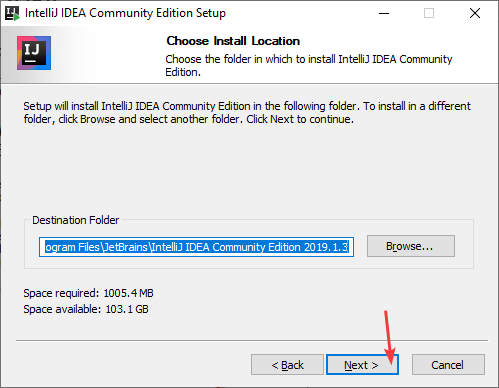 IntelliJ IDEA Community Edition Setup
IJ
Choose Install Location
Choose the folder in which to install IntelliJ IDEA Community
Edition.
Setup will install IntelliJ IDEA Community Edition in the following folder. To install in a different
folder, click Browse and select another folder. Click Next to continue.
Destination Folder
ogram Files\JetBrains\IntelliJ IDEA Community Edition 2019.1.3
Browse...
Space required: 1005.4 MB
Space available: 103.1 GB
< Back
Next >
Cancel